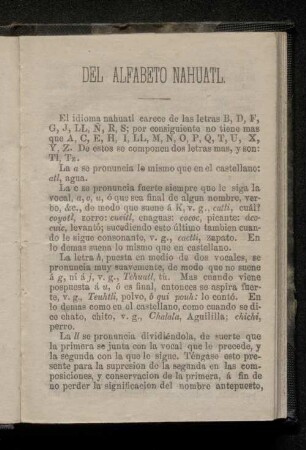 DEL ALFABETO NAHUATL.
El idioma nahuatl carece de las letras B, D, F,
G, J, LL, Ñ, R, S; por consiguiente no tiene mas
que A, C, E, H, I, LL, M, N, O, P, Q, T, U, X,
Y, Z. De estos se componen dos letras mas, y son:
Tl, Tz.
La a se pronuncia lo mismo que en el castellano:
atl, agua.
La c se pronuncia fuerte siempre que le siga la
vocal, a, o, u, ó que sea final de algun nombre, ver-
bo, &c., de modo que suene á K, v. g., catli, cuál?
coyotl, zorro: cueitl, enaguas: cococ, picante:
levantó; sucediendo esto último tambien cuan-
do le sigue consonante, v. g., cactli, zapato. En
lo demas suena lo mismo que en castellano.
La letra h, puesta en medio de dos vocales, se
pronuncia muy suavemente, de modo que no suene
á g, ni á j, v. g., Tehuatl, tu. Mas cuando viene
pospuesta á u, ó es final, entonces se aspira fuer-
te, v. g., Teuhtli, polvo, ó qui pouh: lo contó. En
lo demas como en el castellano, como cuando se di-
ce chato, chito, v. g., Chalala, Aguililla; chichi,
perro.
La ll se pronuncia dividiéndola, de suerte que
la primera se junta con la vocal que le precede, y
la segunda con la que le sigue. Téngase esto pre-
sente para la supresion de la segunda en las com-
posiciones, y conservacion de la primera, á fin de
no perder la significacion del nombre antepuesto,